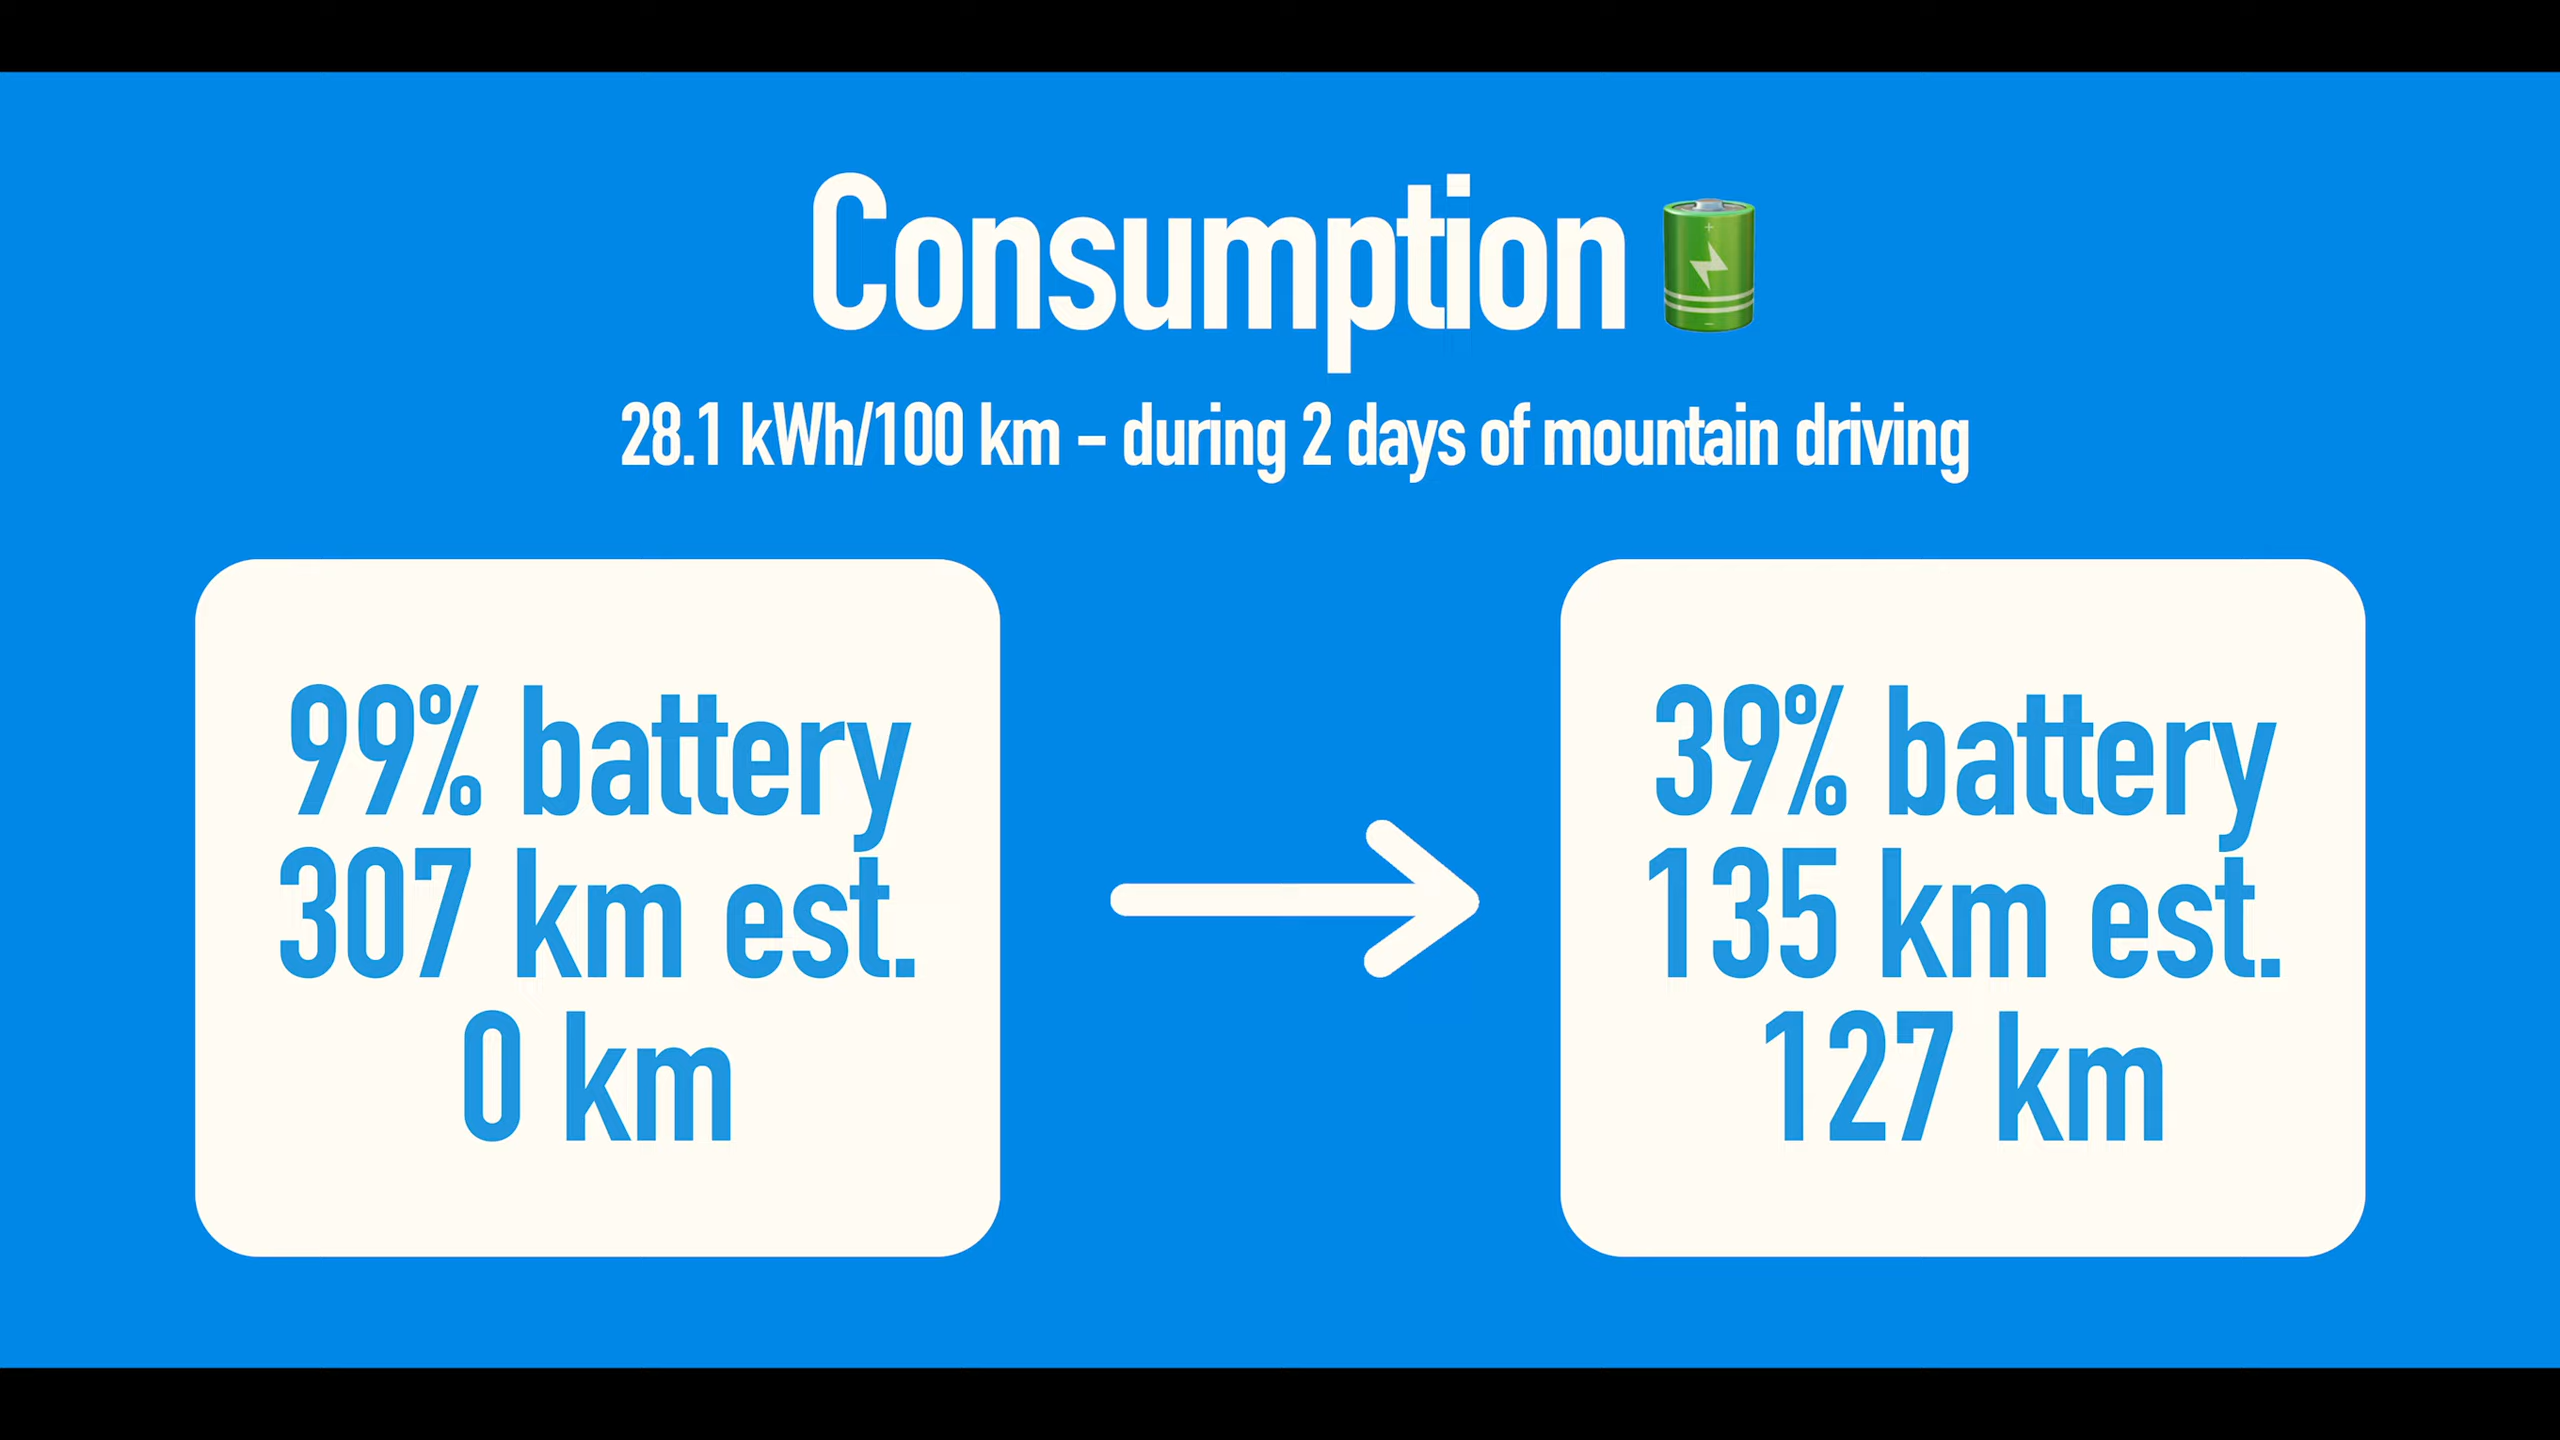 Consumption
28.1 kWh/100 km – during 2 days of mountain driving
99% battery
307 km est.
0 km
39% battery
135 km est.
127 km